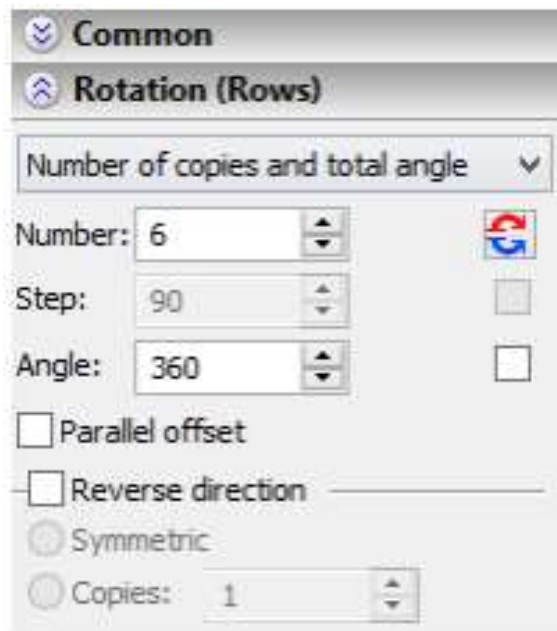 Common
Rotation (Rows)
Number of copies and total angle
Number: 6
Step: 90
Angle: 360
Parallel offset
Reverse direction
Symmetric
Copies: 1